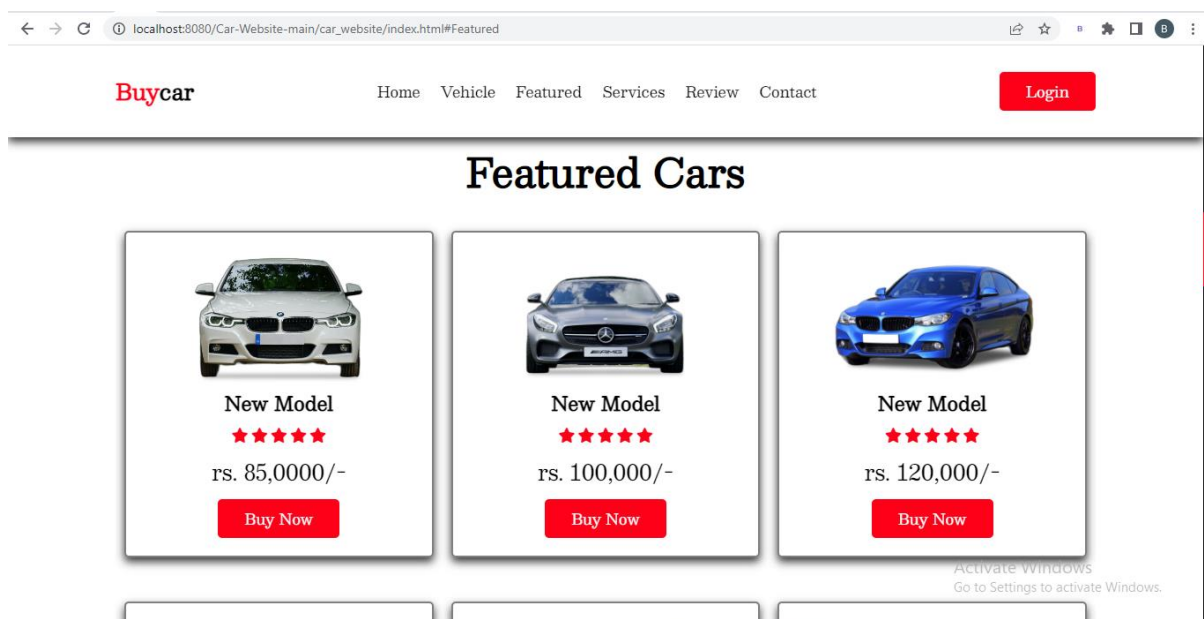 localhost:8080/Car-Website-main/car_website/index.html#Featured
B
B
Buycar
Home Vehicle Featured Services Review Contact
Login
Featured Cars
New Model
New Model
New Model
rs. 85,0000/-
rs. 100,000/-
rs. 120,000/-
Buy Now
Buy Now
Buy Now
Activate Windows
Go to Settings to activate Windows.